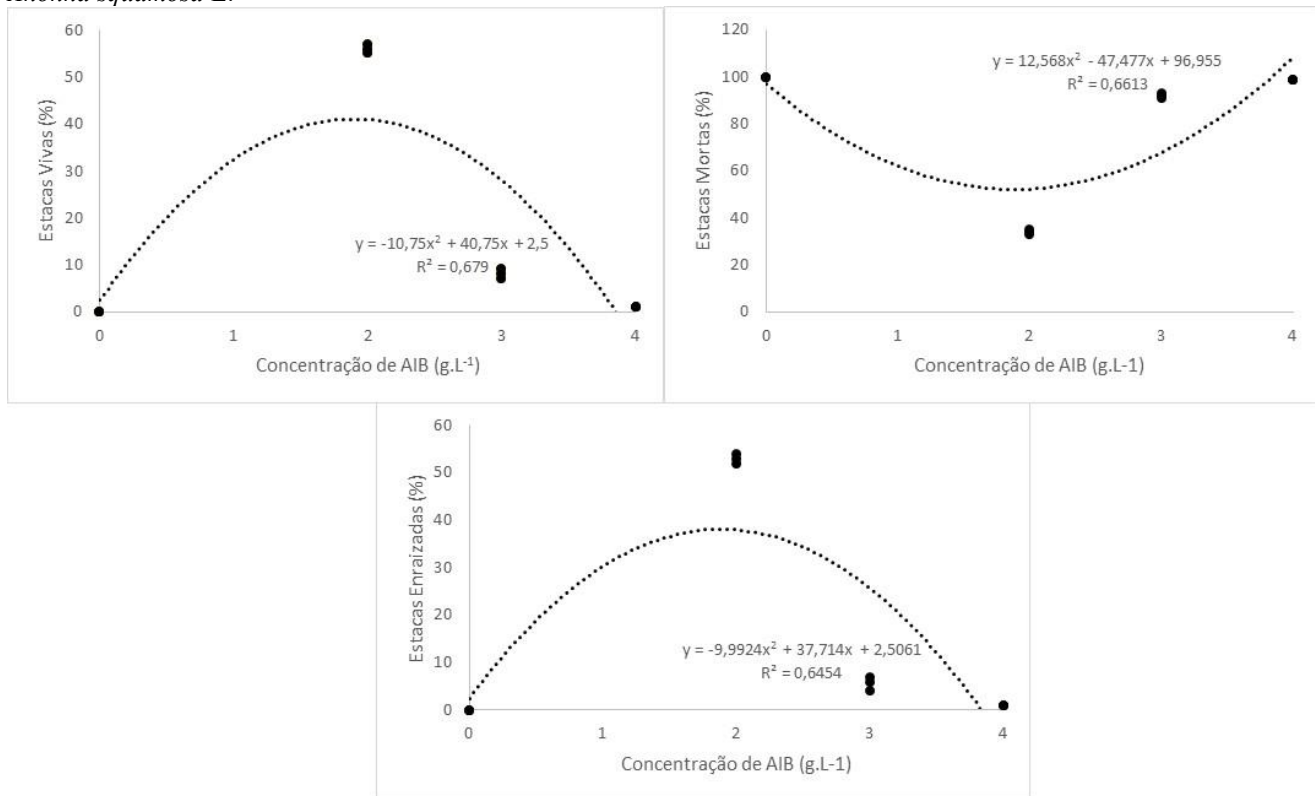 Annona squamosa L.
60
50
40
30
20
10
0
Estacas Vivas (%)
y = -10,75x² + 40,75x + 2,5
R² = 0,679
0 1 2 3 4
Concentração de AIB (g.L⁻¹)
120
100
80
60
40
20
0
Estacas Mortas (%)
y = 12,568x² - 47,477x + 96,955
R² = 0,6613
0 1 2 3 4
Concentração de AIB (g.L-1)
60
50
40
30
20
10
0
Estacas Enraizadas (%)
y = -9,9924x² + 37,714x + 2,5061
R² = 0,6454
0 1 2 3 4
Concentração de AIB (g.L-1)